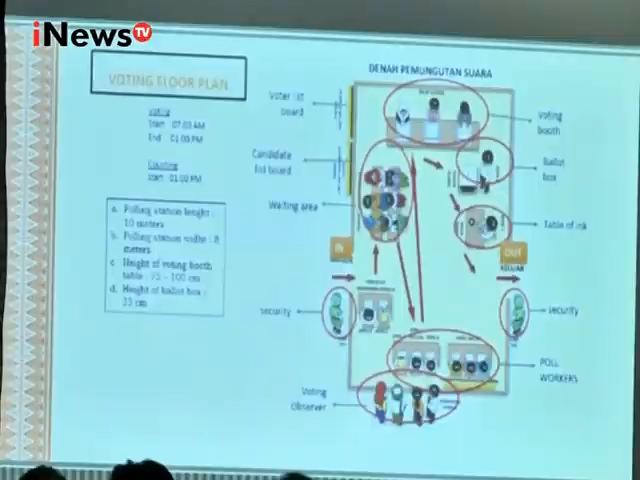 iNews TV
VOTING FLOOR PLAN
Voting
Start 07.00 AM
End 01.00 PM
Counting
Start 01.00 PM
a. Polling station lenght :
10 meters
b. Polling station widht : 8
meters
c. Height of voting booth
table : 75 - 100 cm
d. Height of ballot box :
35 cm
DENAH PEMUNGUTAN SUARA
Voter list
board
Candidate
list board
Waiting area
security
Voting
Observer
Voting
booth
Ballot
box
Table of ink
IN
OUT
KELUAR
security
POLL
WORKERS